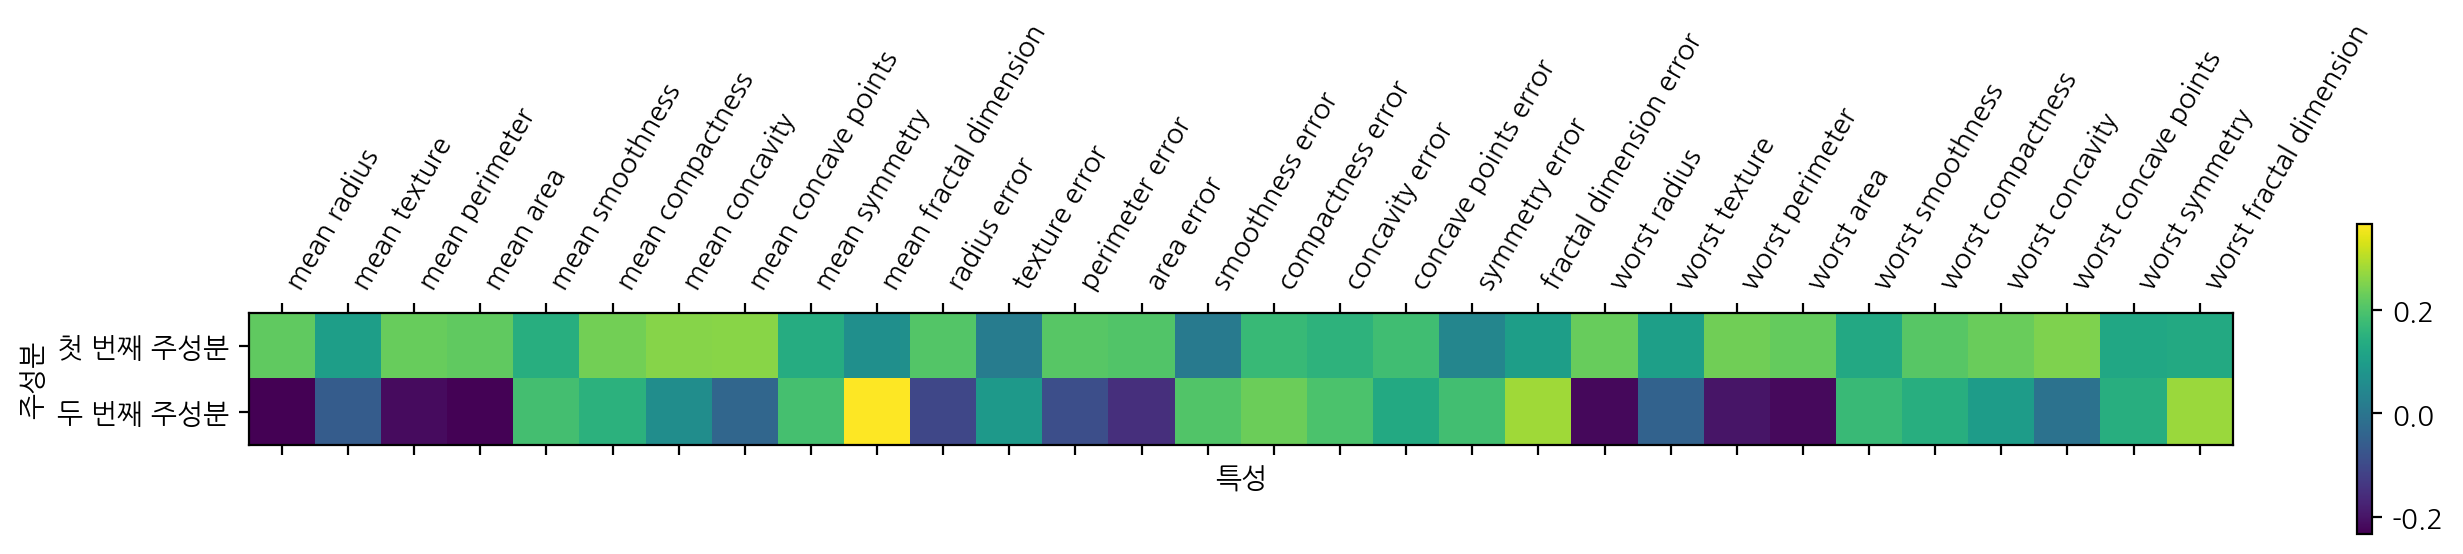 mean radius
mean texture
mean perimeter
mean area
mean smoothness
mean compactness
mean concavity
mean concave points
mean symmetry
mean fractal dimension
radius error
texture error
perimeter error
area error
smoothness error
compactness error
concavity error
concave points error
symmetry error
fractal dimension error
worst radius
worst texture
worst perimeter
worst area
worst smoothness
worst compactness
worst concavity
worst concave points
worst symmetry
worst fractal dimension
주성분
첫 번째 주성분
두 번째 주성분
특성
0.2
0.0
-0.2